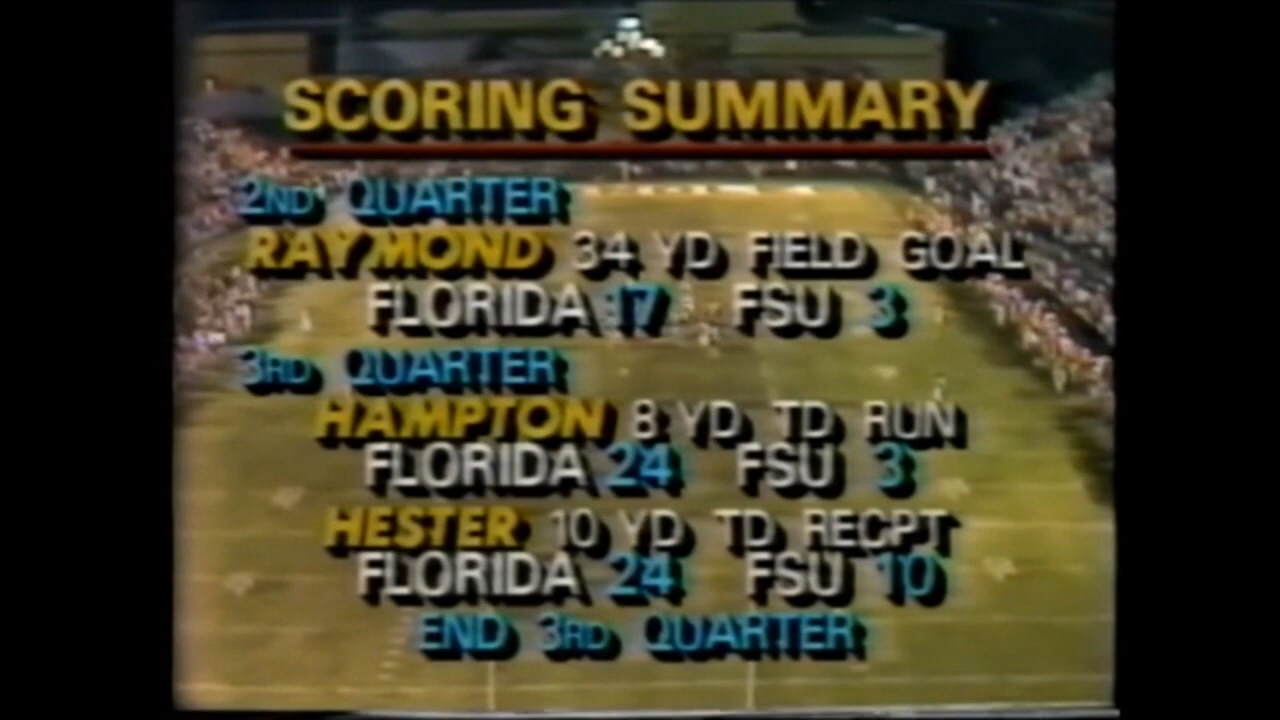 SCORING SUMMARY
2ND QUARTER
RAYMOND 34 YD FIELD GOAL
FLORIDA 17 FSU 3
3RD QUARTER
HAMPTON 8 YD TD RUN
FLORIDA 24 FSU 3
HESTER 10 YD TD RECPT
FLORIDA 24 FSU 10
END 3RD QUARTER